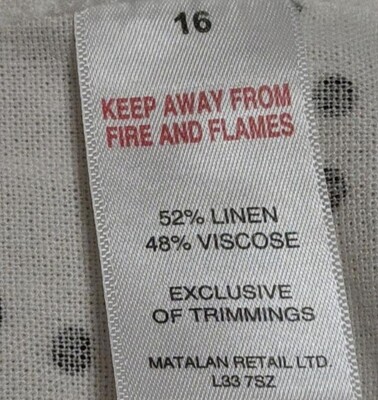 16
KEEP AWAY FROM
FIRE AND FLAMES
52% LINEN
48% VISCOSE
EXCLUSIVE
OF TRIMMINGS
MATALAN RETAIL LTD.
L33 7SZ